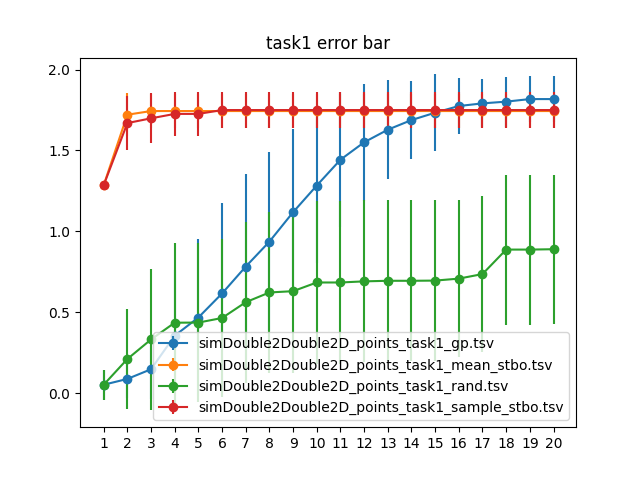 task1 error bar
2.0
1.5
1.0
0.5
0.0
simDouble2Double2D_points_task1_gp.tsv
simDouble2Double2D_points_task1_mean_stbo.tsv
simDouble2Double2D_points_task1_rand.tsv
simDouble2Double2D_points_task1_sample_stbo.tsv
1 2 3 4 5 6 7 8 9 10 11 12 13 14 15 16 17 18 19 20